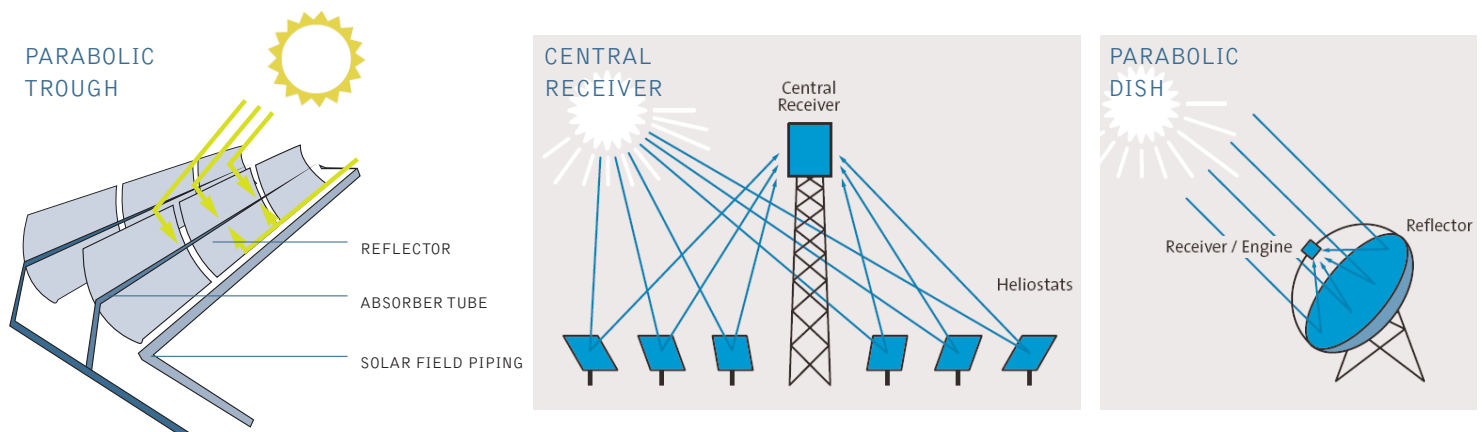 PARABOLIC
TROUGH
REFLECTOR
ABSORBER TUBE
SOLAR FIELD PIPING
CENTRAL
RECEIVER
Central
Receiver
Heliostats
PARABOLIC
DISH
Reflector
Receiver / Engine